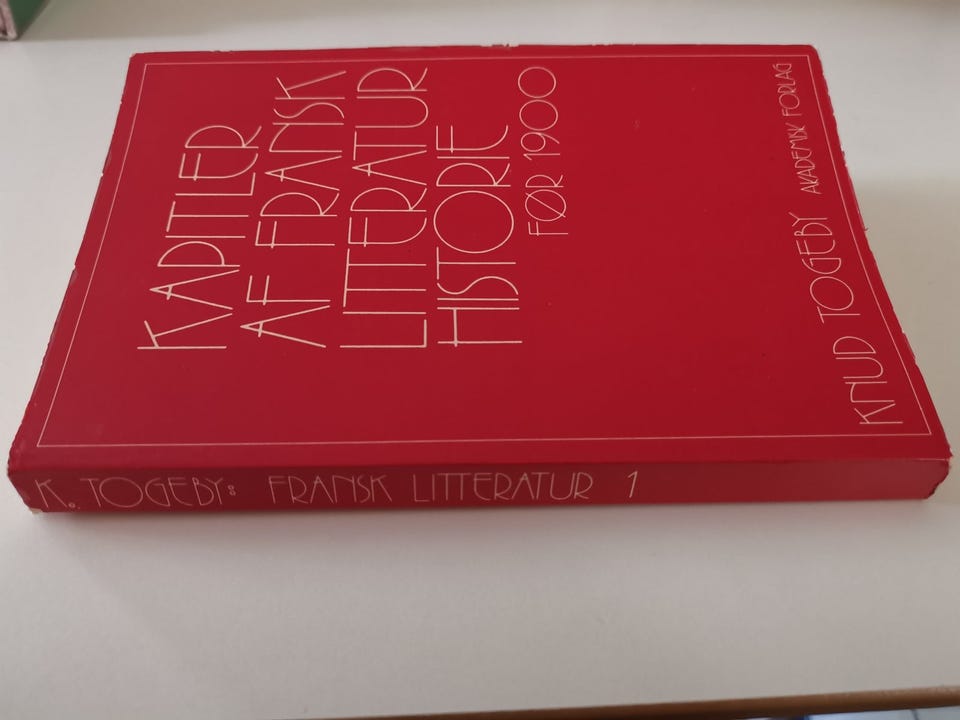 KAPITLER
AF FRANSK
LITTERATUR
HISTORIE
FØR 1900
KNUD TOGEBY AKADEMISK FORLAG
K. TOGEBY: FRANSK LITTERATUR 1